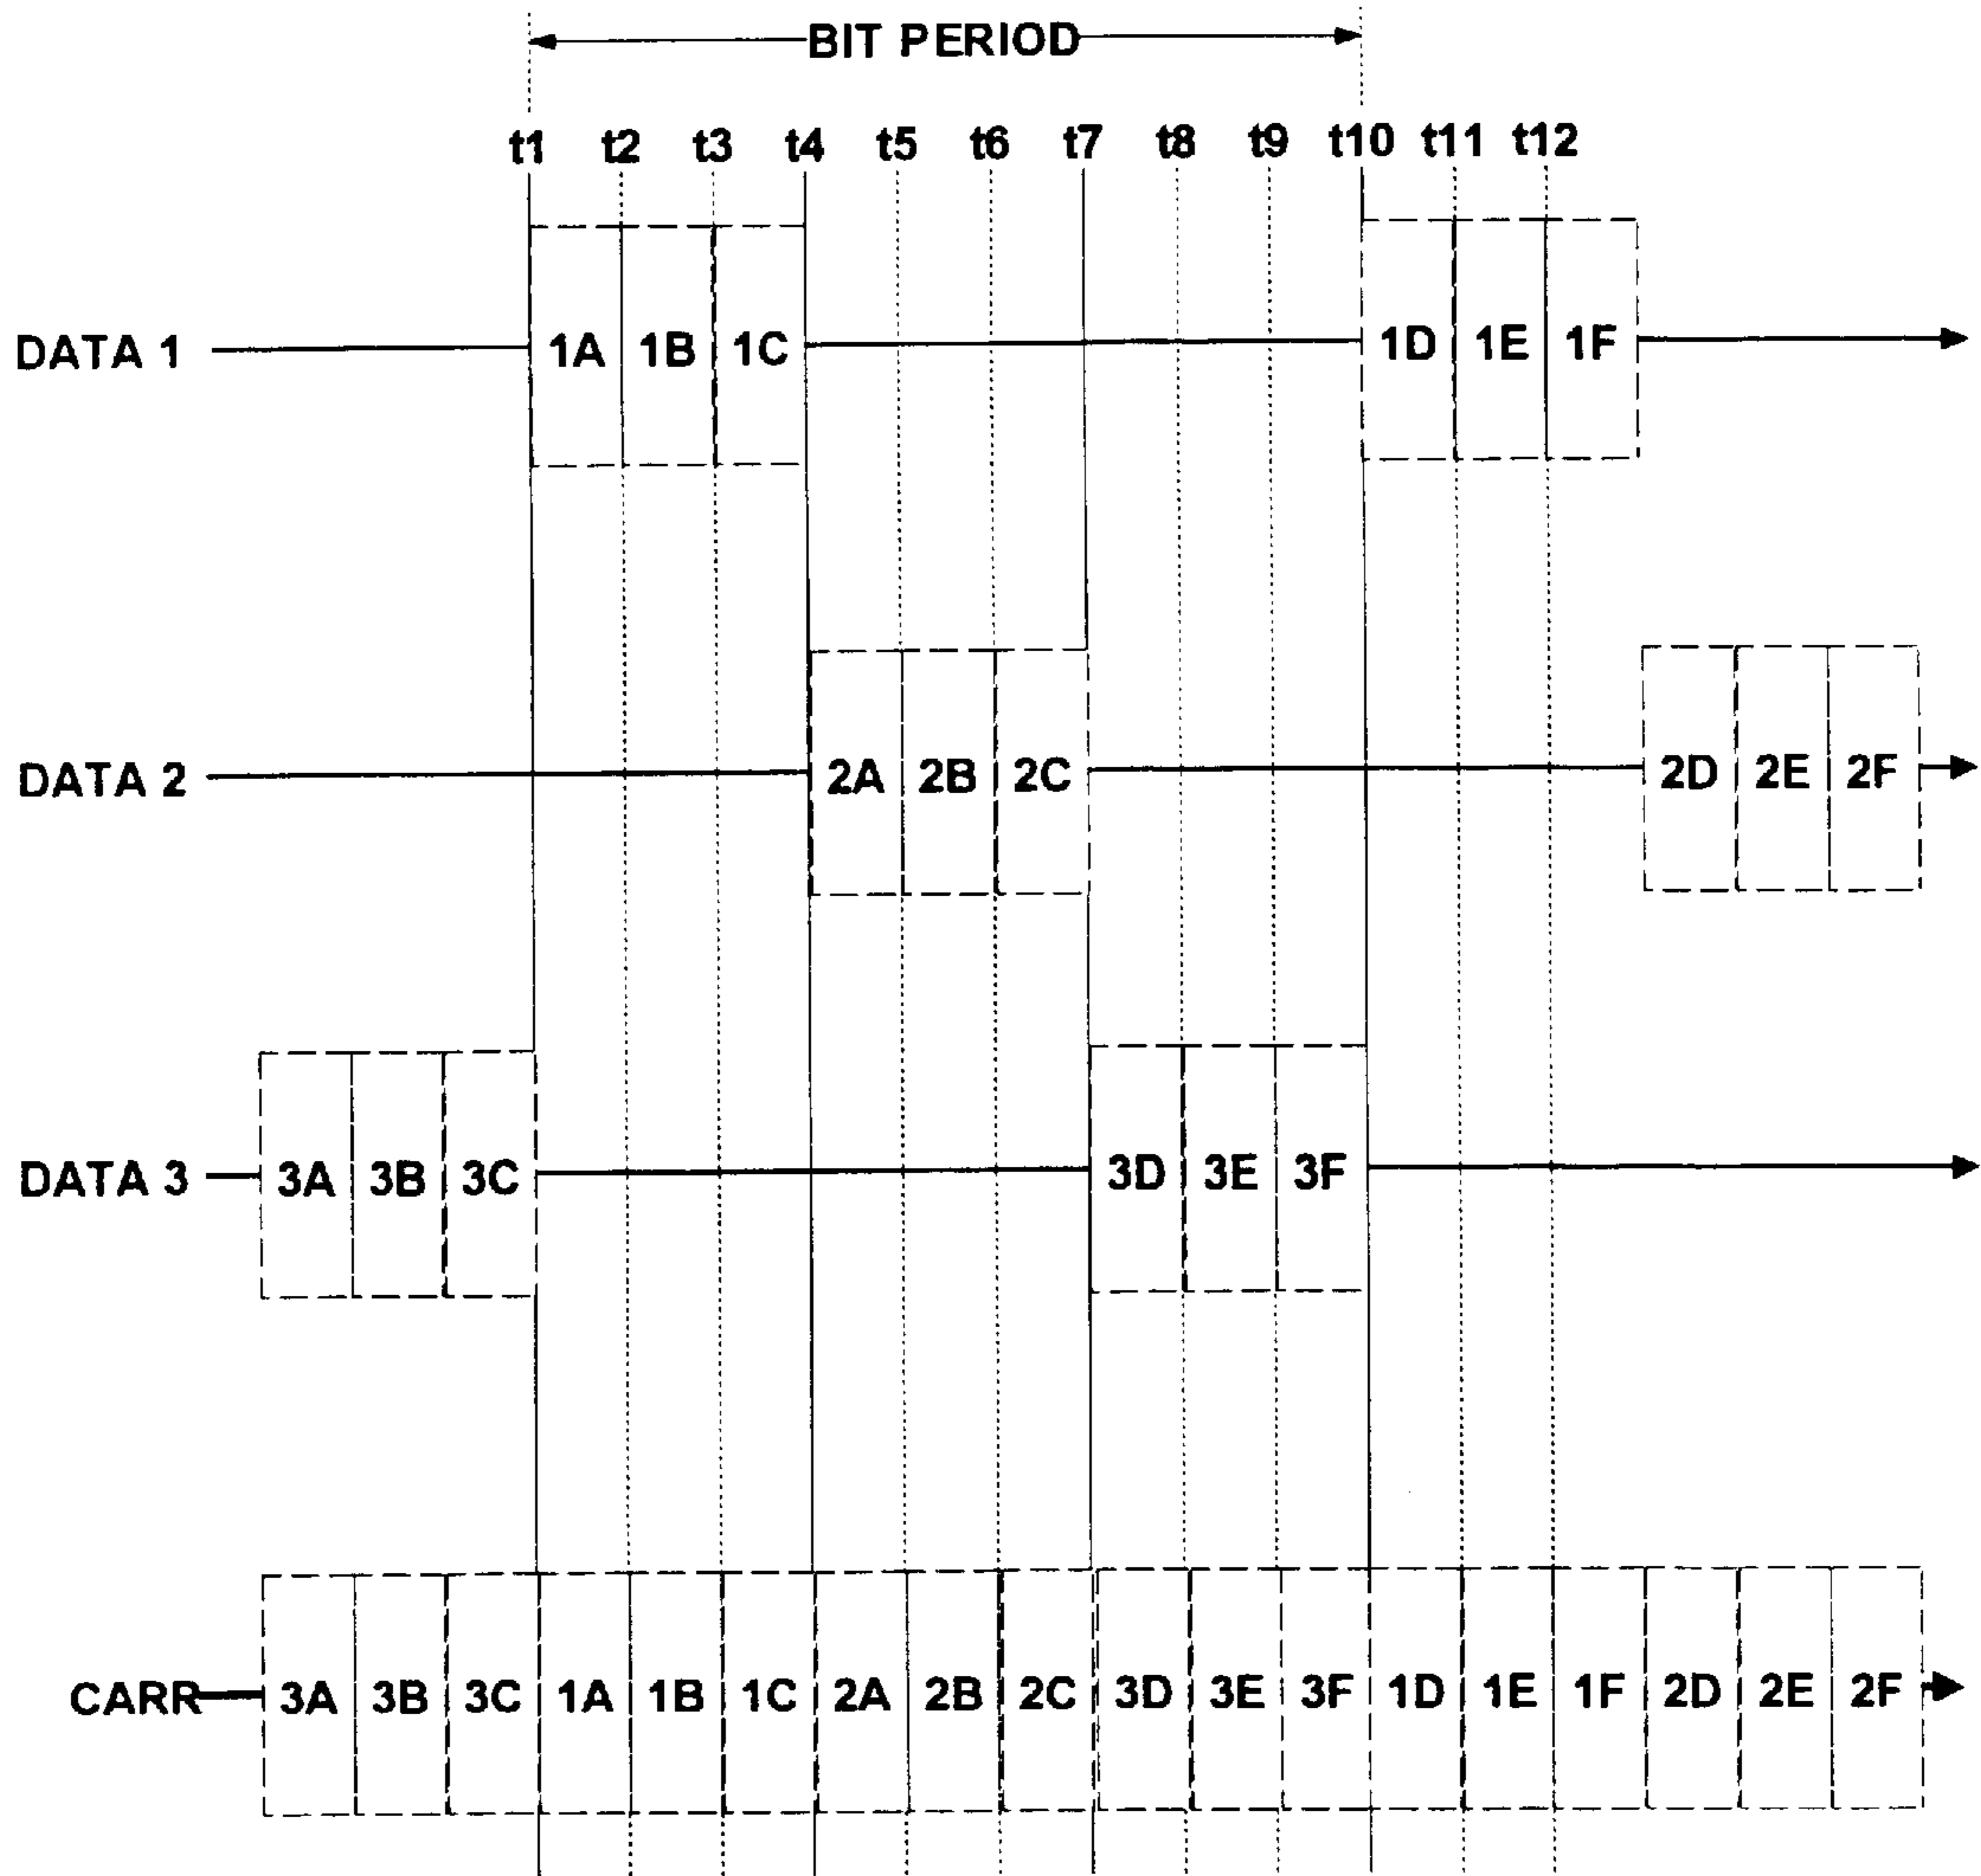 BIT PERIOD
t1 t2 t3 t4 t5 t6 t7 t8 t9 t10 t11 t12
DATA 1 1A 1B 1C 1D 1E 1F
DATA 2 2A 2B 2C 2D 2E 2F
DATA 3 3A 3B 3C 3D 3E 3F
CARR 3A 3B 3C 1A 1B 1C 2A 2B 2C 3D 3E 3F 1D 1E 1F 2D 2E 2F